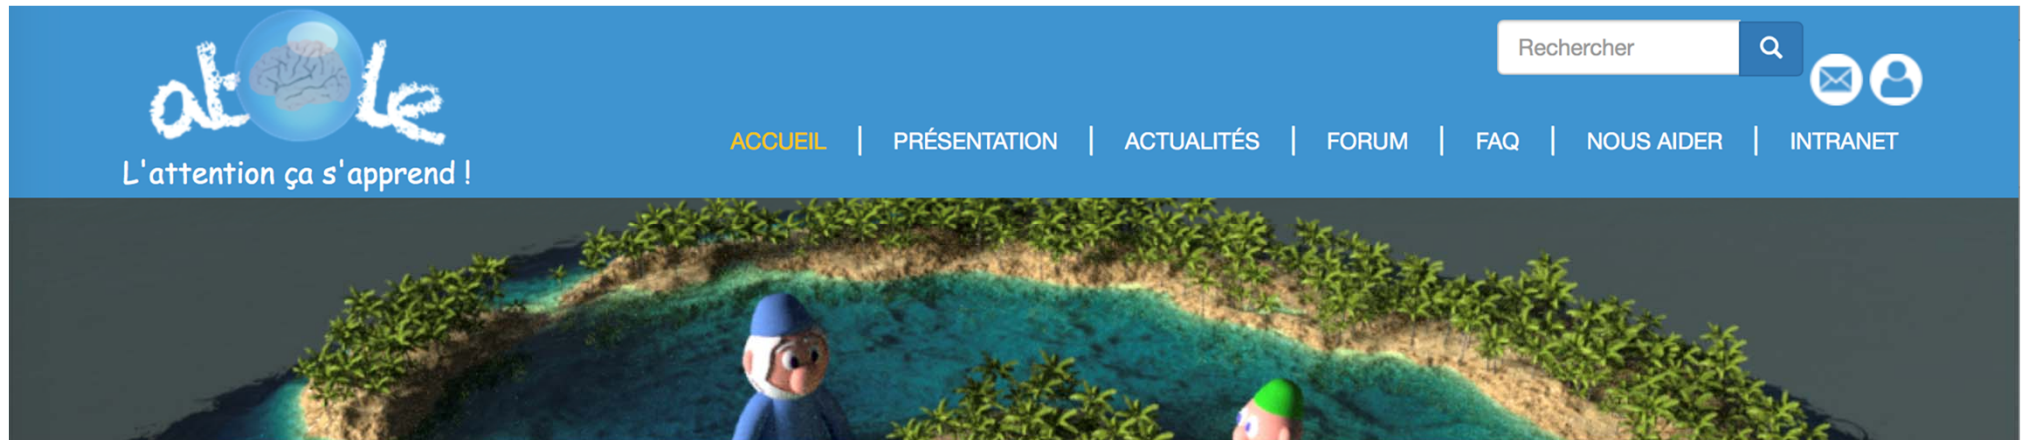 atole
L'attention ça s'apprend !
Rechercher
ACCUEIL | PRÉSENTATION | ACTUALITÉS | FORUM | FAQ | NOUS AIDER | INTRANET